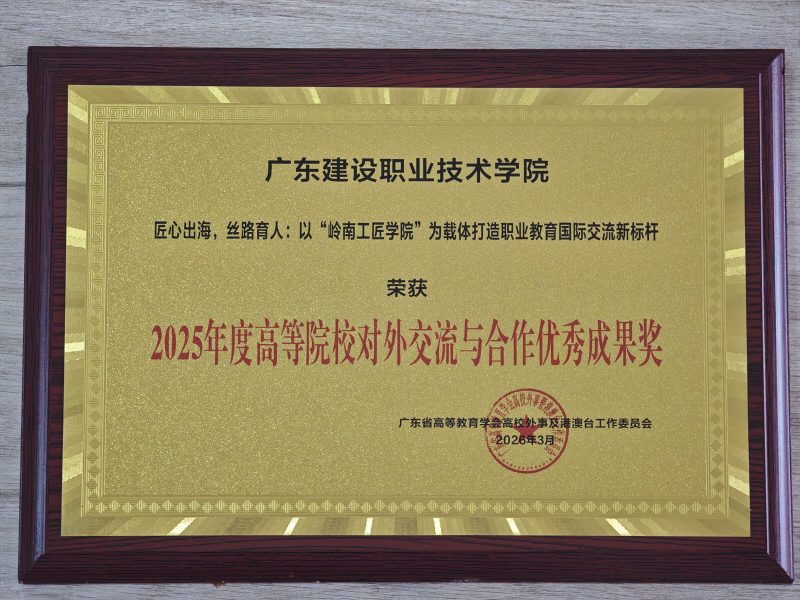 广东建设职业技术学院
匠心出海，丝路育人：以“岭南工匠学院”为载体打造职业教育国际交流新标杆
荣获
2025年度高等院校对外交流与合作优秀成果奖
广东省高等教育学会高校外事及港澳台工作委员会
2026年3月